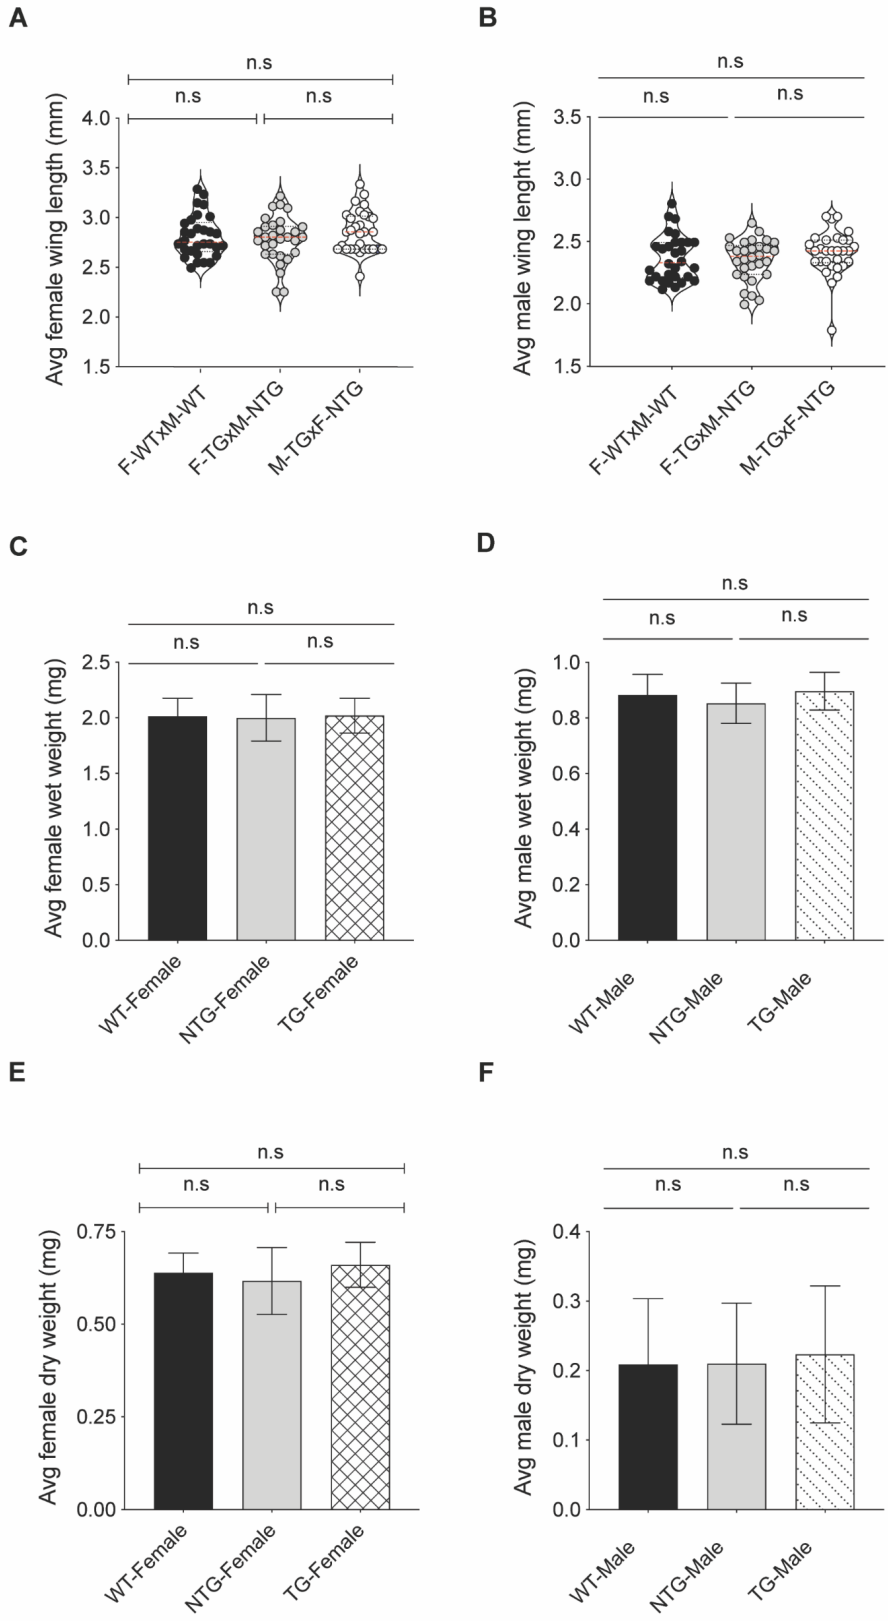 A
n.s
n.s
n.s
Avg female wing length (mm)
4.0
3.5
3.0
2.5
2.0
1.5
F-WTxM-WT
F-TGxM-NTG
M-TGxF-NTG
B
n.s
n.s
n.s
Avg male wing lenght (mm)
3.5
3.0
2.5
2.0
1.5
F-WTxM-WT
F-TGxM-NTG
M-TGxF-NTG
C
n.s
n.s
n.s
Avg female wet weight (mg)
2.5
2.0
1.5
1.0
0.5
0.0
WT-Female
NTG-Female
TG-Female
D
n.s
n.s
n.s
Avg male wet weight (mg)
1.0
0.8
0.6
0.4
0.2
0.0
WT-Male
NTG-Male
TG-Male
E
n.s
n.s
n.s
Avg female dry weight (mg)
0.75
0.50
0.25
0.00
WT-Female
NTG-Female
TG-Female
F
n.s
n.s
n.s
Avg male dry weight (mg)
0.4
0.3
0.2
0.1
0.0
WT-Male
NTG-Male
TG-Male